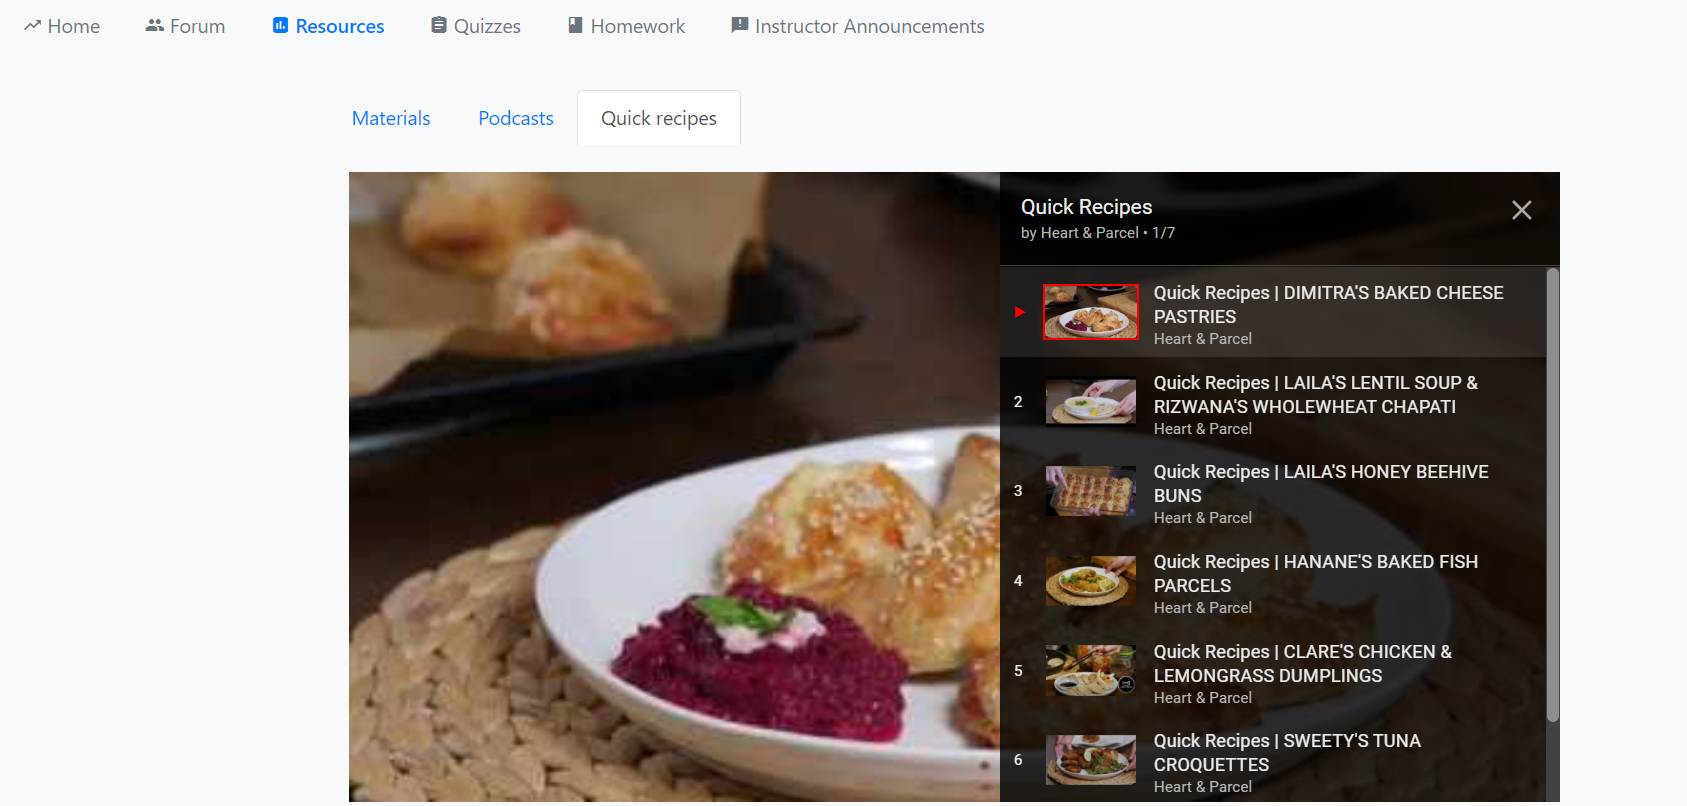 Home Forum Resources Quizzes Homework Instructor Announcements
Materials Podcasts Quick recipes
Quick Recipes
by Heart & Parcel • 1/7
Quick Recipes | DIMITRA'S BAKED CHEESE
PASTRIES
Heart & Parcel
2
Quick Recipes | LAILA'S LENTIL SOUP &
RIZWANA'S WHOLEWHEAT CHAPATI
Heart & Parcel
3
Quick Recipes | LAILA'S HONEY BEEHIVE
BUNS
Heart & Parcel
4
Quick Recipes | HANANE'S BAKED FISH
PARCELS
Heart & Parcel
5
Quick Recipes | CLARE'S CHICKEN &
LEMONGRASS DUMPLINGS
Heart & Parcel
6
Quick Recipes | SWEETY'S TUNA
CROQUETTES
Heart & Parcel